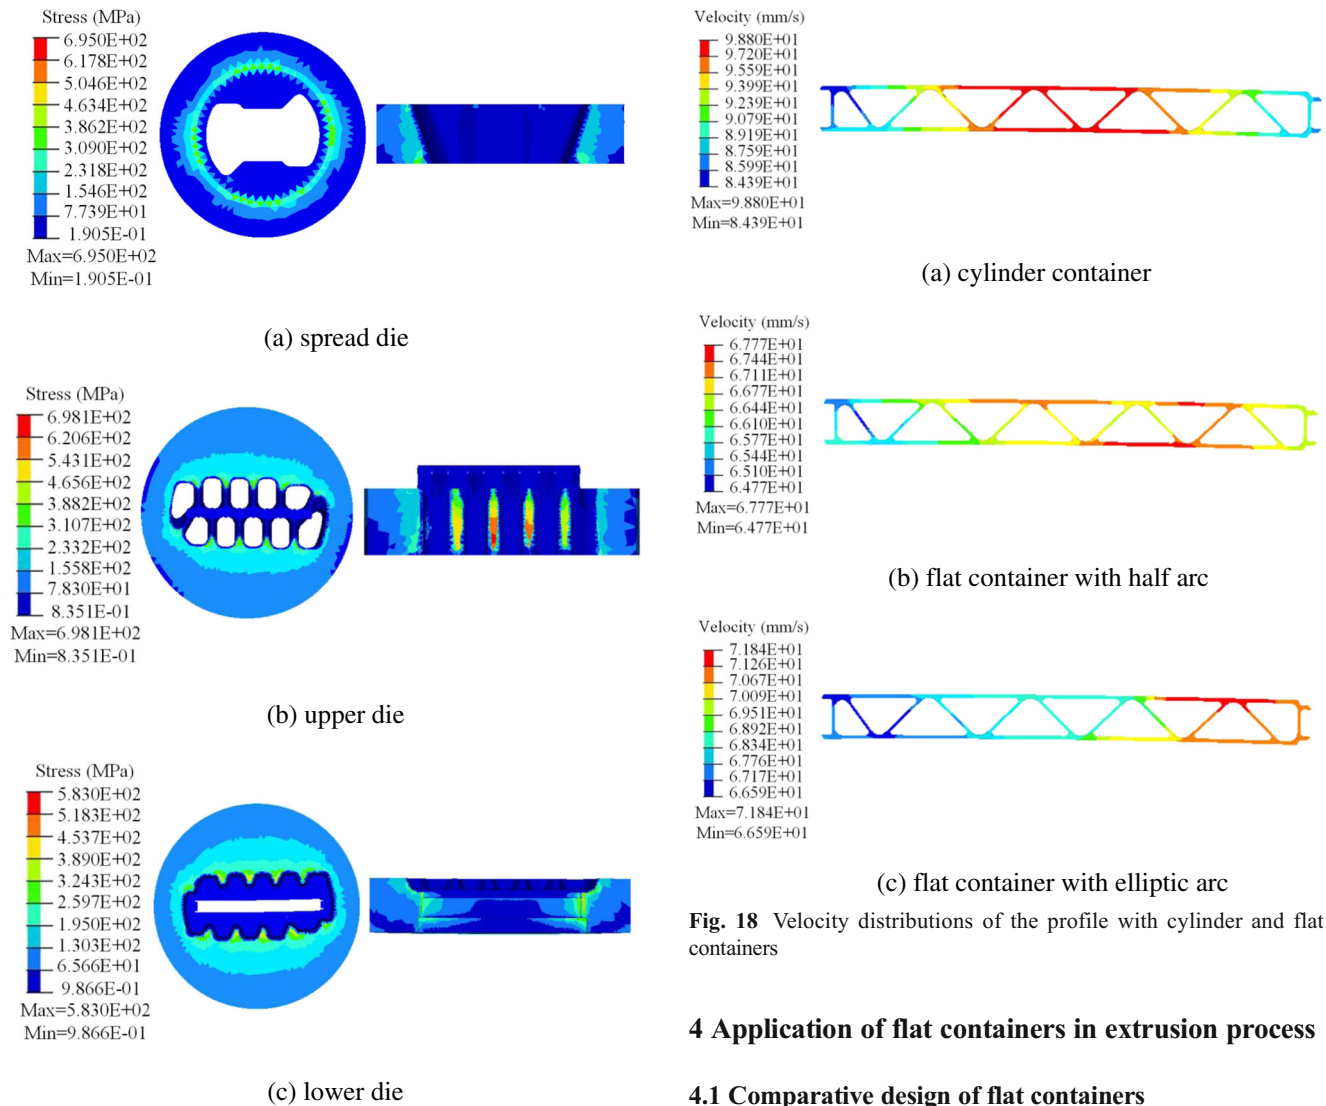 Stress (MPa)
6.950E+02
6.178E+02
5.046E+02
4.634E+02
3.862E+02
3.090E+02
2.318E+02
1.546E+02
7.739E+01
1.905E-01
Max=6.950E+02
Min=1.905E-01
(a) spread die
Stress (MPa)
6.981E+02
6.206E+02
5.431E+02
4.656E+02
3.882E+02
3.107E+02
2.332E+02
1.558E+02
7.830E+01
8.351E-01
Max=6.981E+02
Min=8.351E-01
(b) upper die
Stress (MPa)
5.830E+02
5.183E+02
4.537E+02
3.890E+02
3.243E+02
2.597E+02
1.950E+02
1.303E+02
6.566E+01
9.866E-01
Max=5.830E+02
Min=9.866E-01
(c) lower die
Velocity (mm/s)
9.880E+01
9.720E+01
9.559E+01
9.399E+01
9.239E+01
9.079E+01
8.919E+01
8.759E+01
8.599E+01
8.439E+01
Max=9.880E+01
Min=8.439E+01
(a) cylinder container
Velocity (mm/s)
6.777E+01
6.744E+01
6.711E+01
6.677E+01
6.644E+01
6.610E+01
6.577E+01
6.544E+01
6.510E+01
6.477E+01
Max=6.777E+01
Min=6.477E+01
(b) flat container with half arc
Velocity (mm/s)
7.184E+01
7.126E+01
7.067E+01
7.009E+01
6.951E+01
6.892E+01
6.834E+01
6.776E+01
6.717E+01
6.659E+01
Max=7.184E+01
Min=6.659E+01
(c) flat container with elliptic arc
Fig. 18 Velocity distributions of the profile with cylinder and flat
containers
4 Application of flat containers in extrusion process
4.1 Comparative design of flat containers